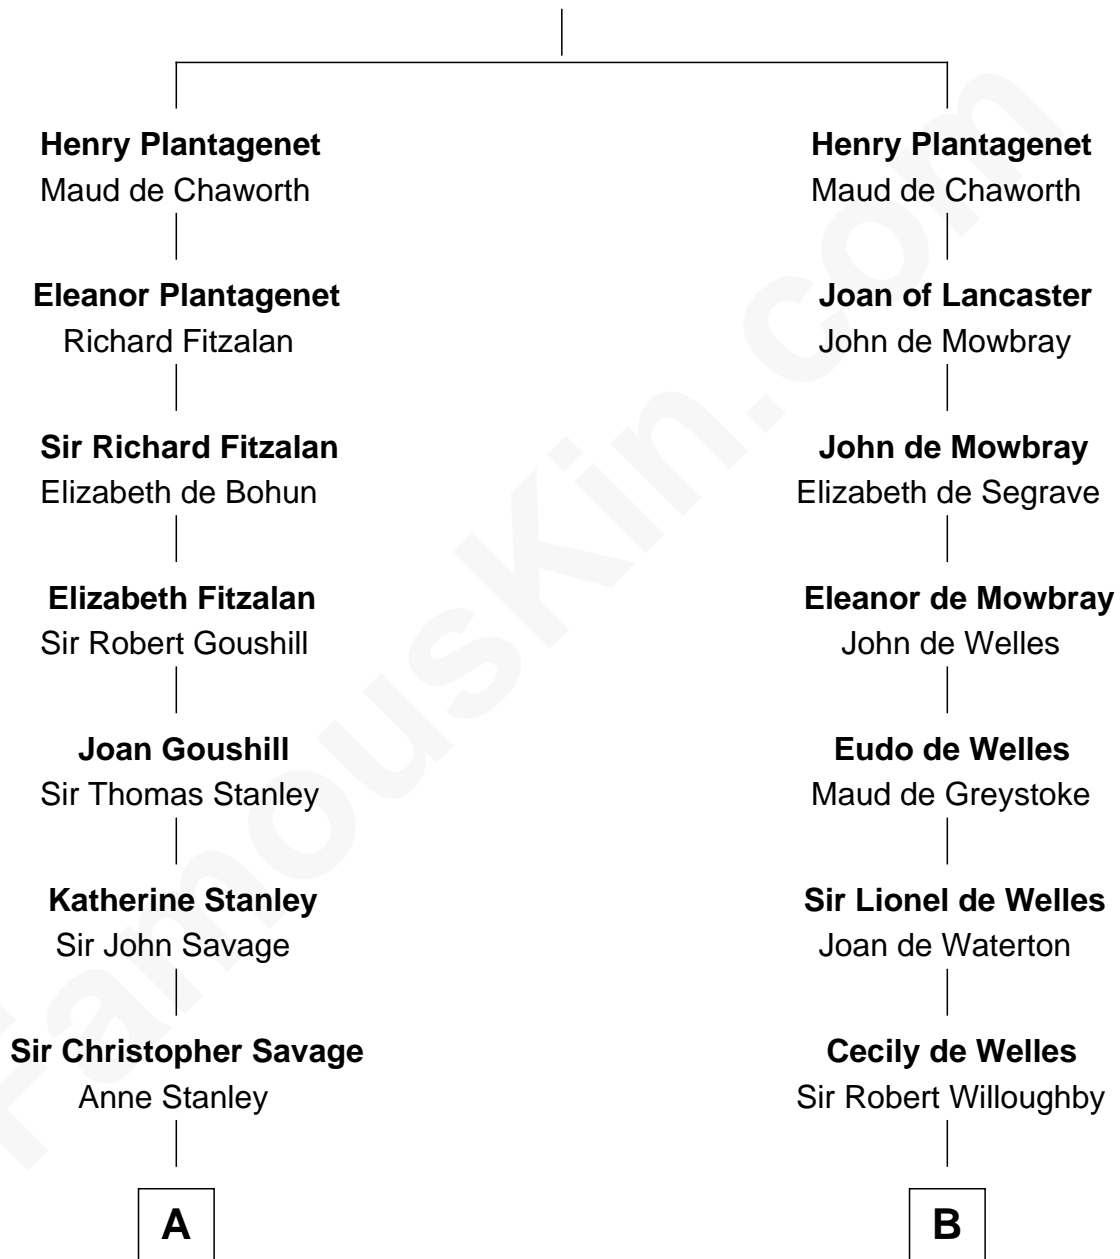 Henry Plantagenet
Maud de Chaworth
Eleanor Plantagenet
Richard Fitzalan
Sir Richard Fitzalan
Elizabeth de Bohun
Elizabeth Fitzalan
Sir Robert Goushill
Joan Goushill
Sir Thomas Stanley
Katherine Stanley
Sir John Savage
Sir Christopher Savage
Anne Stanley
A
Henry Plantagenet
Maud de Chaworth
Joan of Lancaster
John de Mowbray
John de Mowbray
Elizabeth de Segrave
Eleanor de Mowbray
John de Welles
Eudo de Welles
Maud de Greystoke
Sir Lionel de Welles
Joan de Waterton
Cecily de Welles
Sir Robert Willoughby
B
FamousKin.com